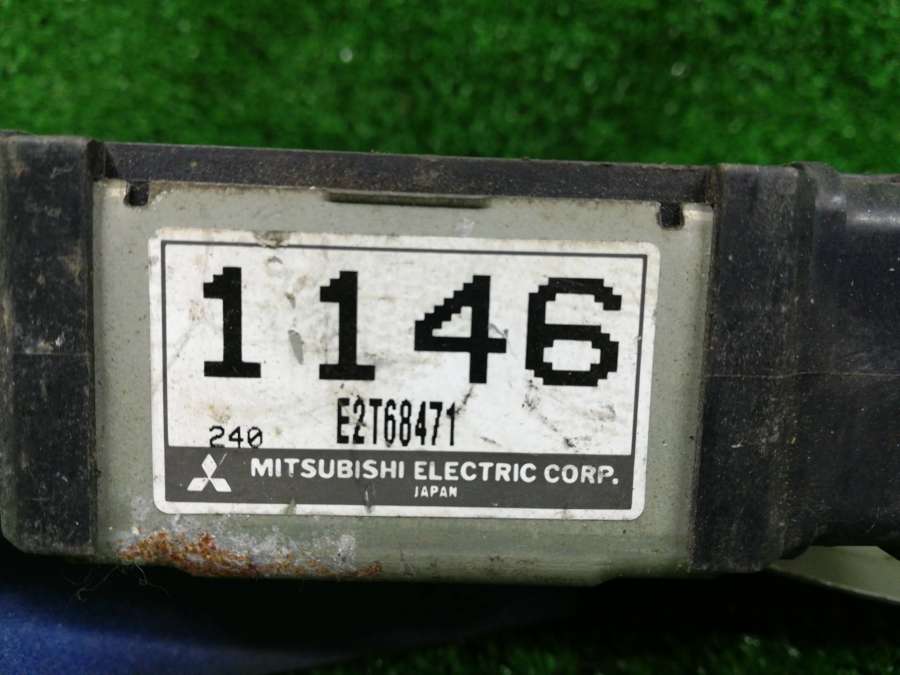 1146
E2T68471
240
MITSUBISHI ELECTRIC CORP.
JAPAN